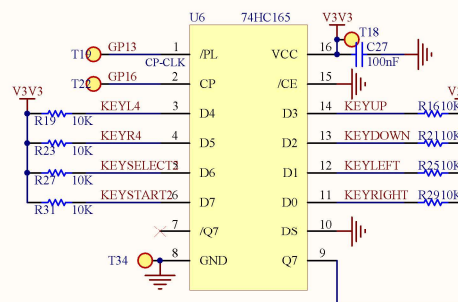 U6 74HC165
V3V3 T18
T19 GP13 1 /PL VCC 16 C27
CP-CLK 100nF
T22 GP16 2 CP /CE 15
V3V3
KEYL4 3 D4 D3 14 KEYUP R16 10K
R19 10K
KEYR4 4 D5 D2 13 KEYDOWN R21 10K
R23 10K
KEYSELECT2 5 D6 D1 12 KEYLEFT R25 10K
R27 10K
KEYSTART2 6 D7 D0 11 KEYRIGHT R29 10K
R31 10K
7 /Q7 DS 10
T34 8 GND Q7 9